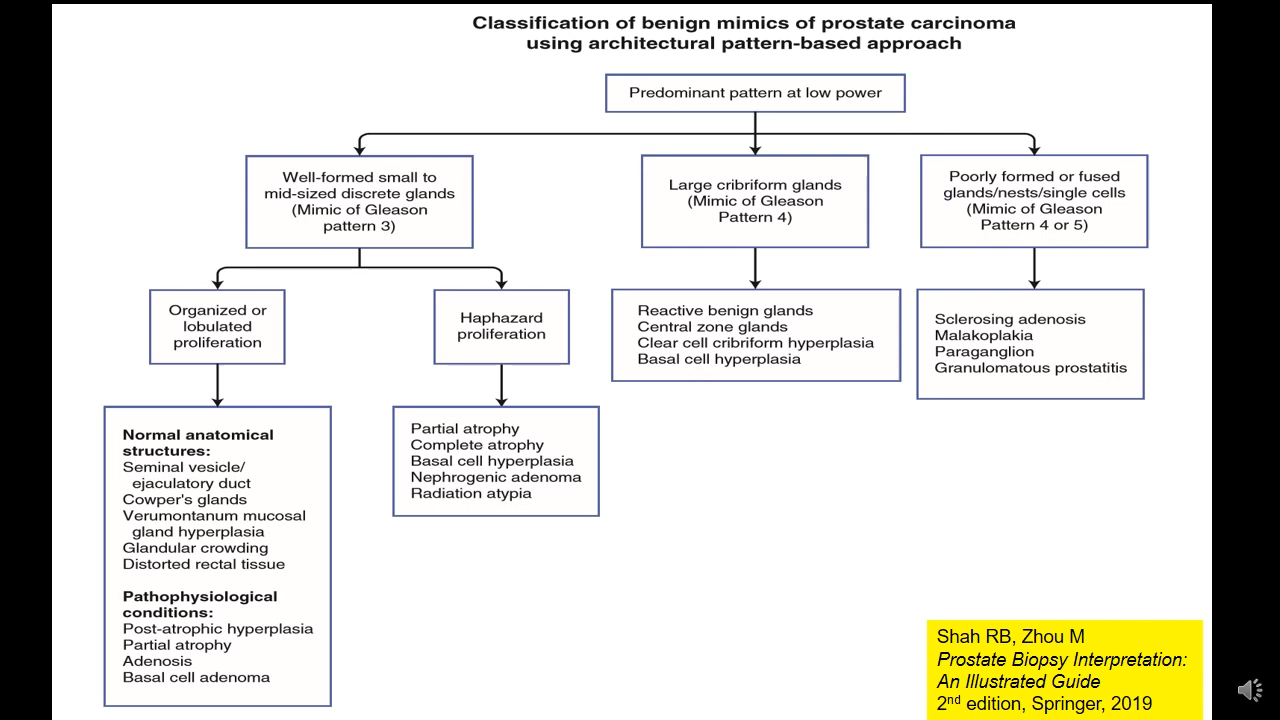 Classification of benign mimics of prostate carcinoma
using architectural pattern-based approach
Predominant pattern at low power
Well-formed small to
mid-sized discrete glands
(Mimic of Gleason
pattern 3)
Large cribriform glands
(Mimic of Gleason
Pattern 4)
Poorly formed or fused
glands/nests/single cells
(Mimic of Gleason
Pattern 4 or 5)
Organized or
lobulated
proliferation
Haphazard
proliferation
Reactive benign glands
Central zone glands
Clear cell cribriform hyperplasia
Basal cell hyperplasia
Sclerosing adenosis
Malakoplakia
Paraganglion
Granulomatous prostatitis
Normal anatomical
structures:
Seminal vesicle/
ejaculatory duct
Cowper's glands
Verumontanum mucosal
gland hyperplasia
Glandular crowding
Distorted rectal tissue
Pathophysiological
conditions:
Post-atrophic hyperplasia
Partial atrophy
Adenosis
Basal cell adenoma
Partial atrophy
Complete atrophy
Basal cell hyperplasia
Nephrogenic adenoma
Radiation atypia
Shah RB, Zhou M
Prostate Biopsy Interpretation:
An Illustrated Guide
2nd edition, Springer, 2019